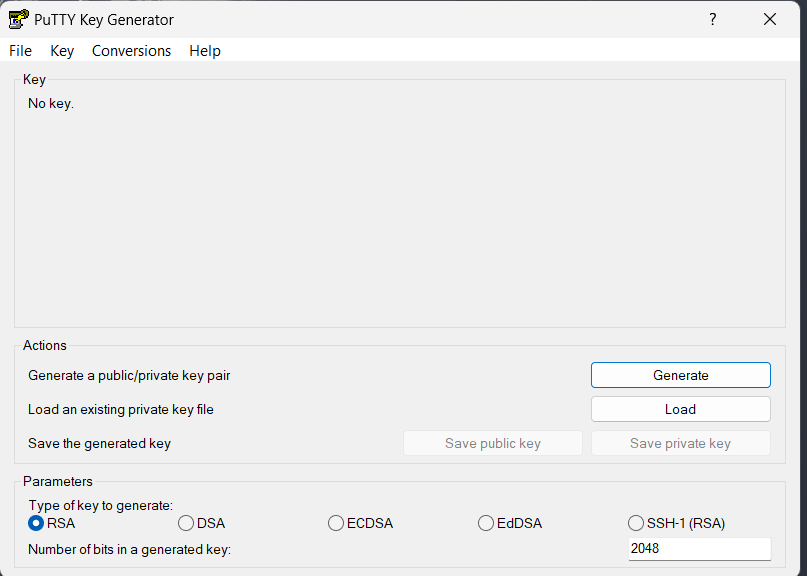 PuTTY Key Generator ?
File Key Conversions Help
Key
No key.
Actions
Generate a public/private key pair Generate
Load an existing private key file Load
Save the generated key Save public key Save private key
Parameters
Type of key to generate:
RSA DSA ECDSA EdDSA SSH-1 (RSA)
Number of bits in a generated key: 2048